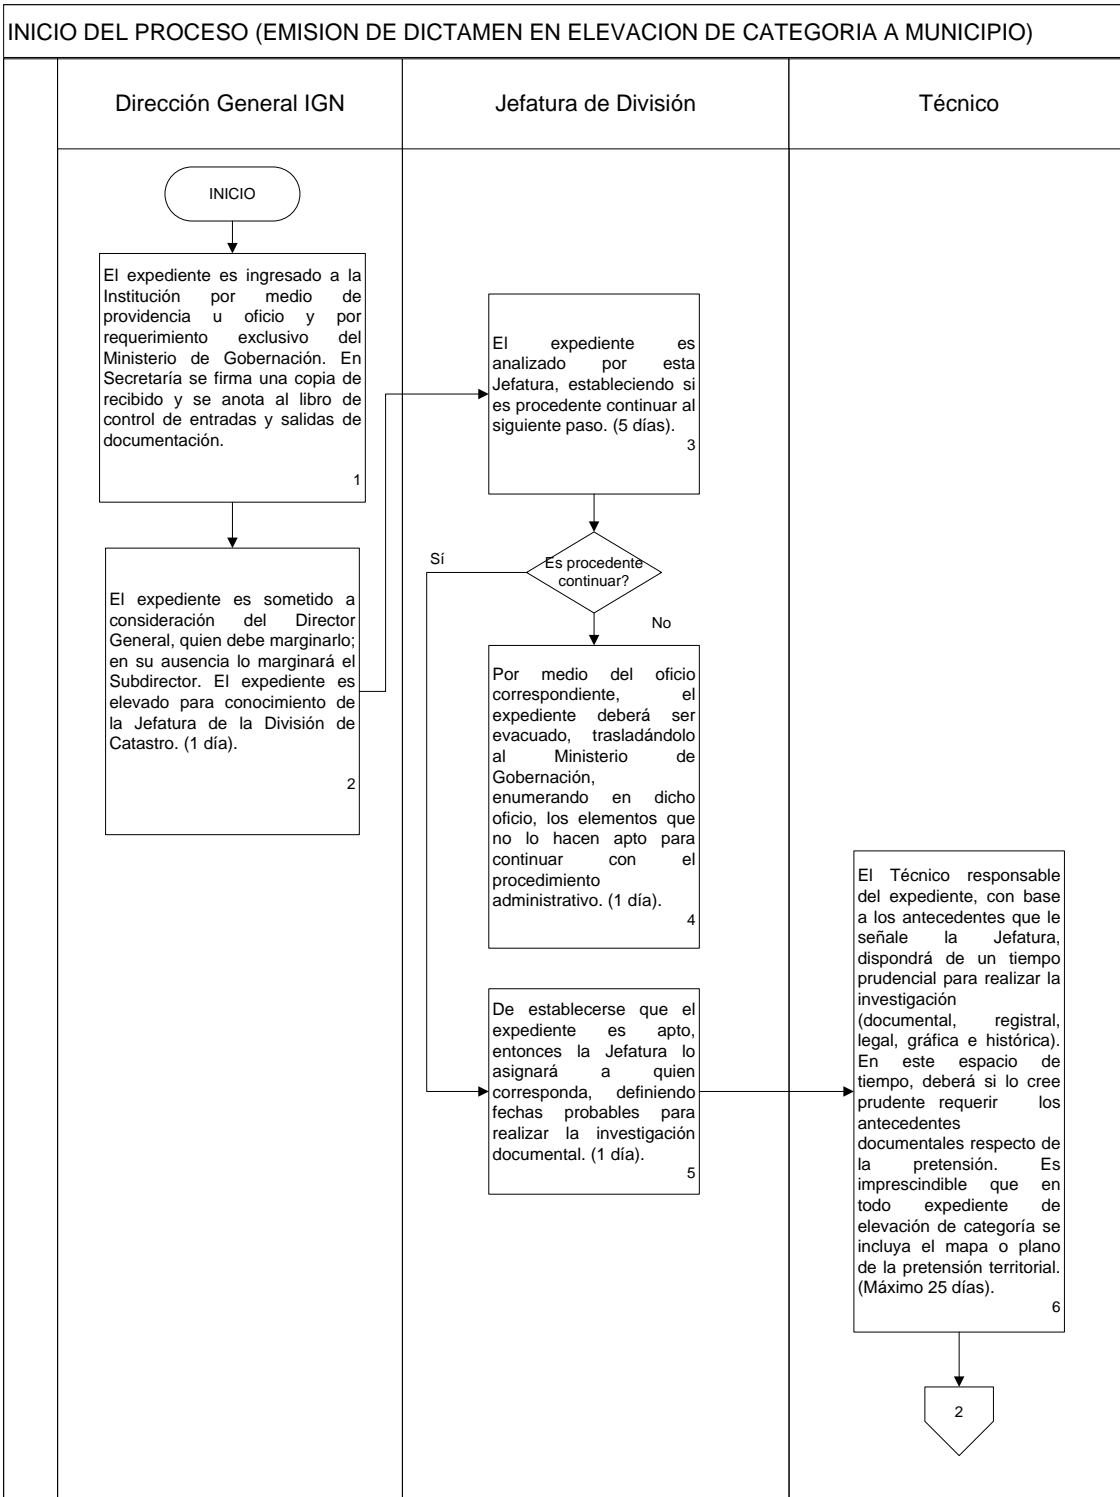 INICIO DEL PROCESO (EMISION DE DICTAMEN EN ELEVACION DE CATEGORIA A MUNICIPIO)
Dirección General IGN
Jefatura de División
Técnico
INICIO
El expediente es ingresado a la
Institución por medio de
providencia u oficio y por
requerimiento exclusivo del
Ministerio de Gobernación. En
Secretaría se firma una copia de
recibido y se anota al libro de
control de entradas y salidas de
documentación.
1
El expediente es sometido a
consideración del Director
General, quien debe marginarlo;
en su ausencia lo marginará el
Subdirector. El expediente es
elevado para conocimiento de
la Jefatura de la División de
Catastro. (1 día).
2
El expediente es
analizado por esta
Jefatura, estableciendo si
es procedente continuar al
siguiente paso. (5 días).
3
Es procedente
continuar?
Sí
No
Por medio del oficio
correspondiente, el
expediente deberá ser
evacuado, trasladándolo
al Ministerio de
Gobernación,
enumerando en dicho
oficio, los elementos que
no lo hacen apto para
continuar con el
procedimiento
administrativo. (1 día).
4
De establecerse que el
expediente es apto,
entonces la Jefatura lo
asignará a quien
corresponda, definiendo
fechas probables para
realizar la investigación
documental. (1 día).
5
El Técnico responsable
del expediente, con base
a los antecedentes que le
señale la Jefatura,
dispondrá de un tiempo
prudencial para realizar la
investigación
(documental, registral,
legal, gráfica e histórica).
En este espacio de
tiempo, deberá si lo cree
prudente requerir los
antecedentes
documentales respecto de
la pretensión. Es
imprescindible que en
todo expediente de
elevación de categoría se
incluya el mapa o plano
de la pretensión territorial.
(Máximo 25 días).
6
2